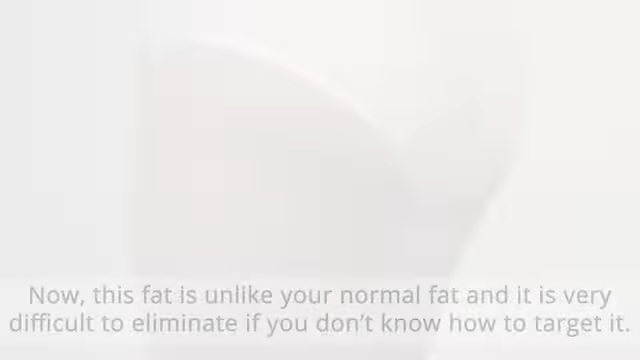 Now, this fat is unlike your normal fat and it is very
difficult to eliminate if you don’t know how to target it.